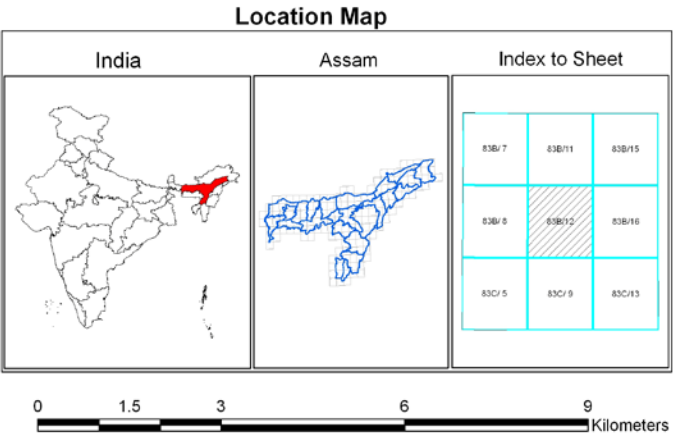 Location Map
India
Assam
Index to Sheet
83B/ 7
83B/11
83B/15
83B/ 8
83B/12
83B/16
83C/ 5
83C/ 9
83C/13
0 1.5 3 6 9
Kilometers